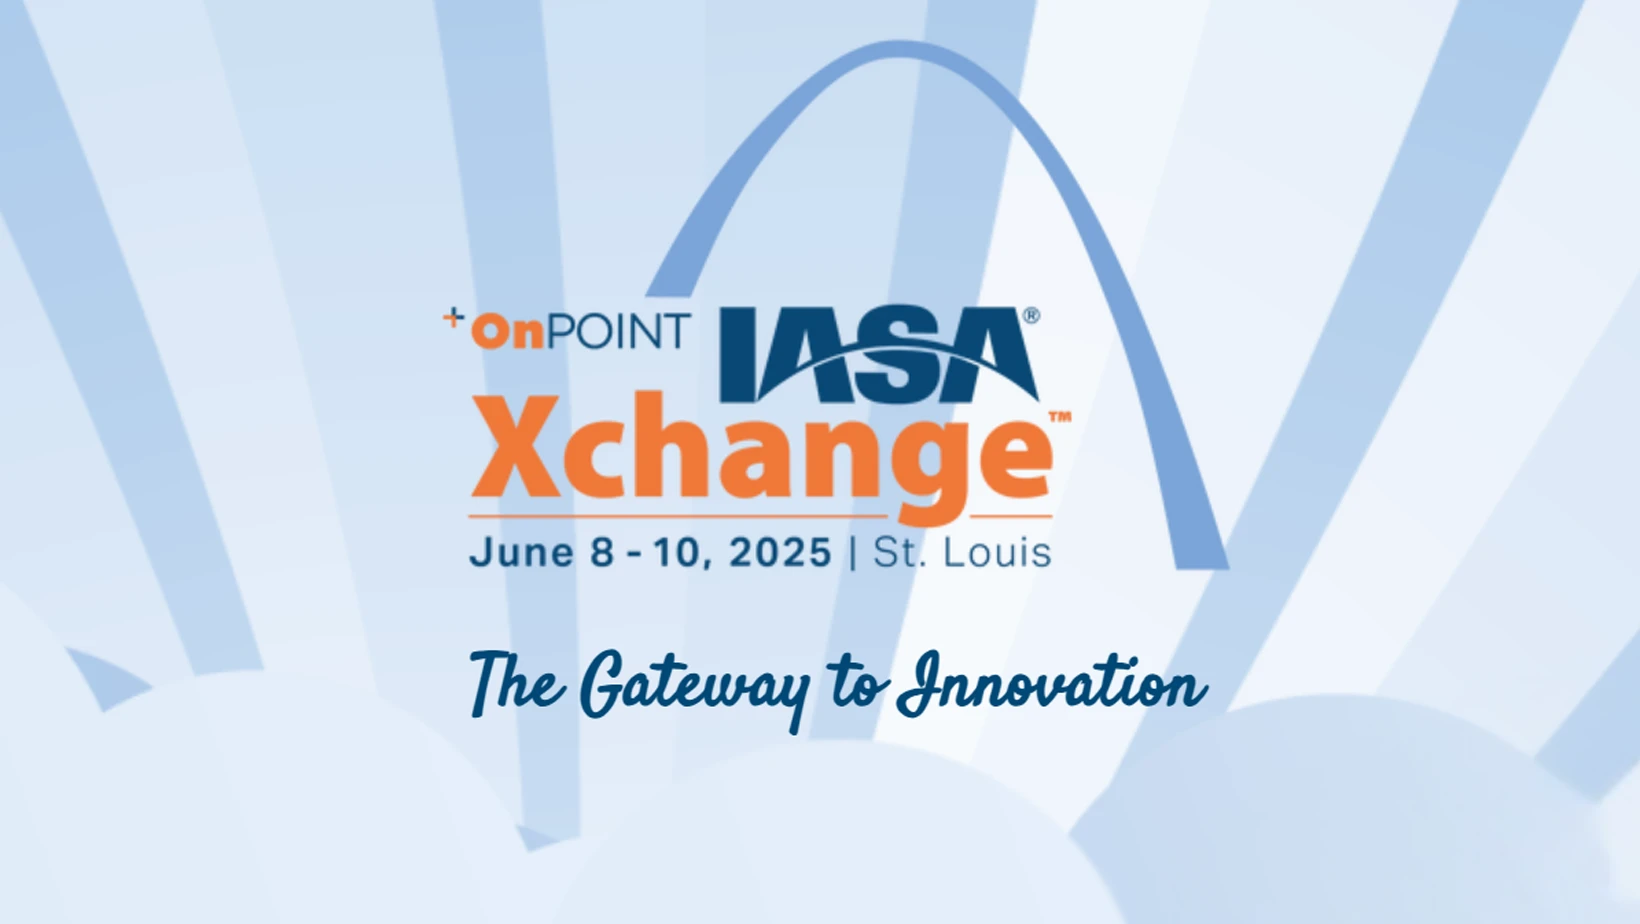 +OnPOINT IASA®
Xchange™
June 8 - 10, 2025 | St. Louis
The Gateway to Innovation